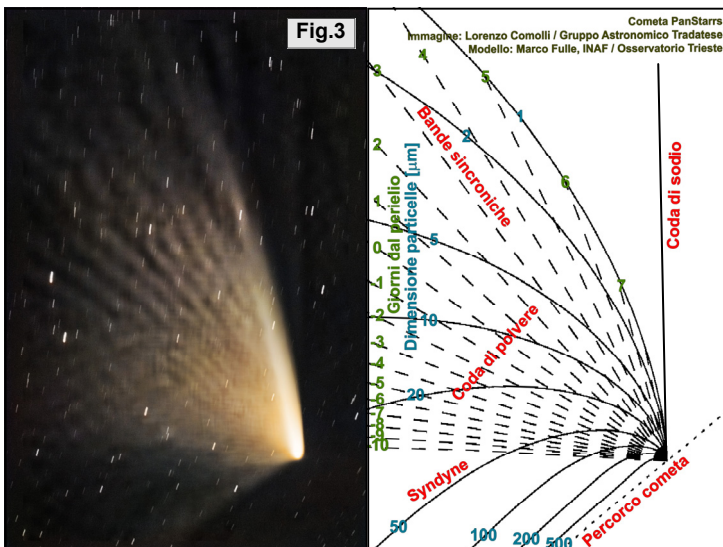 Fig.3
Cometa PanStarrs
Immagine: Lorenzo Comolli / Gruppo Astronomico Tradatese
Modello: Marco Fulle, INAF / Osservatorio Trieste
4
3
5
1
2
2
6
Bande sincroniche
Coda di sodio
1
5
0
Giorni dal perielio
Dimensione particelle [µm]
-1
7
-2
10
Coda di polvere
-3
-4
-5
20
-6
-7
-8
-9
-10
Syndyne
Percorco cometa
50
100
200
500